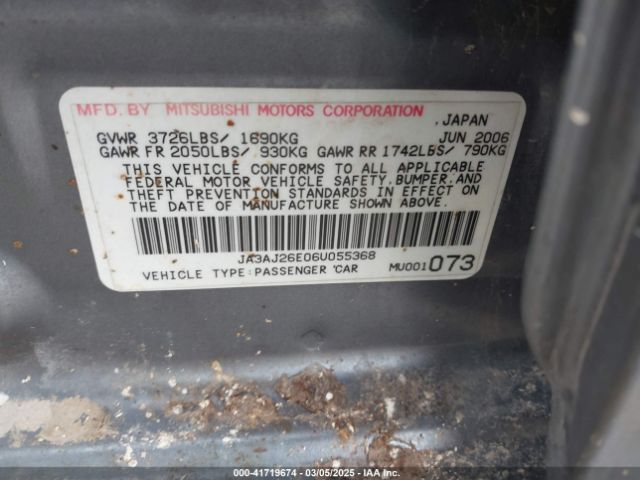 MFD. BY MITSUBISHI MOTORS CORPORATION
, JAPAN
GVWR 3726LBS/ 1690KG JUN 2006
GAWR FR 2050LBS/ 930KG GAWR RR 1742LBS/ 790KG
THIS VEHICLE CONFORMS TO ALL APPLICABLE
FEDERAL MOTOR VEHICLE SAFETY, BUMPER, AND
THEFT PREVENTION STANDARDS IN EFFECT ON
THE DATE OF MANUFACTURE SHOWN ABOVE.
JA3AJ26E06U055368
VEHICLE TYPE: PASSENGER CAR MU001073
000-41719674 | 03/05/2025 - IAA Inc.